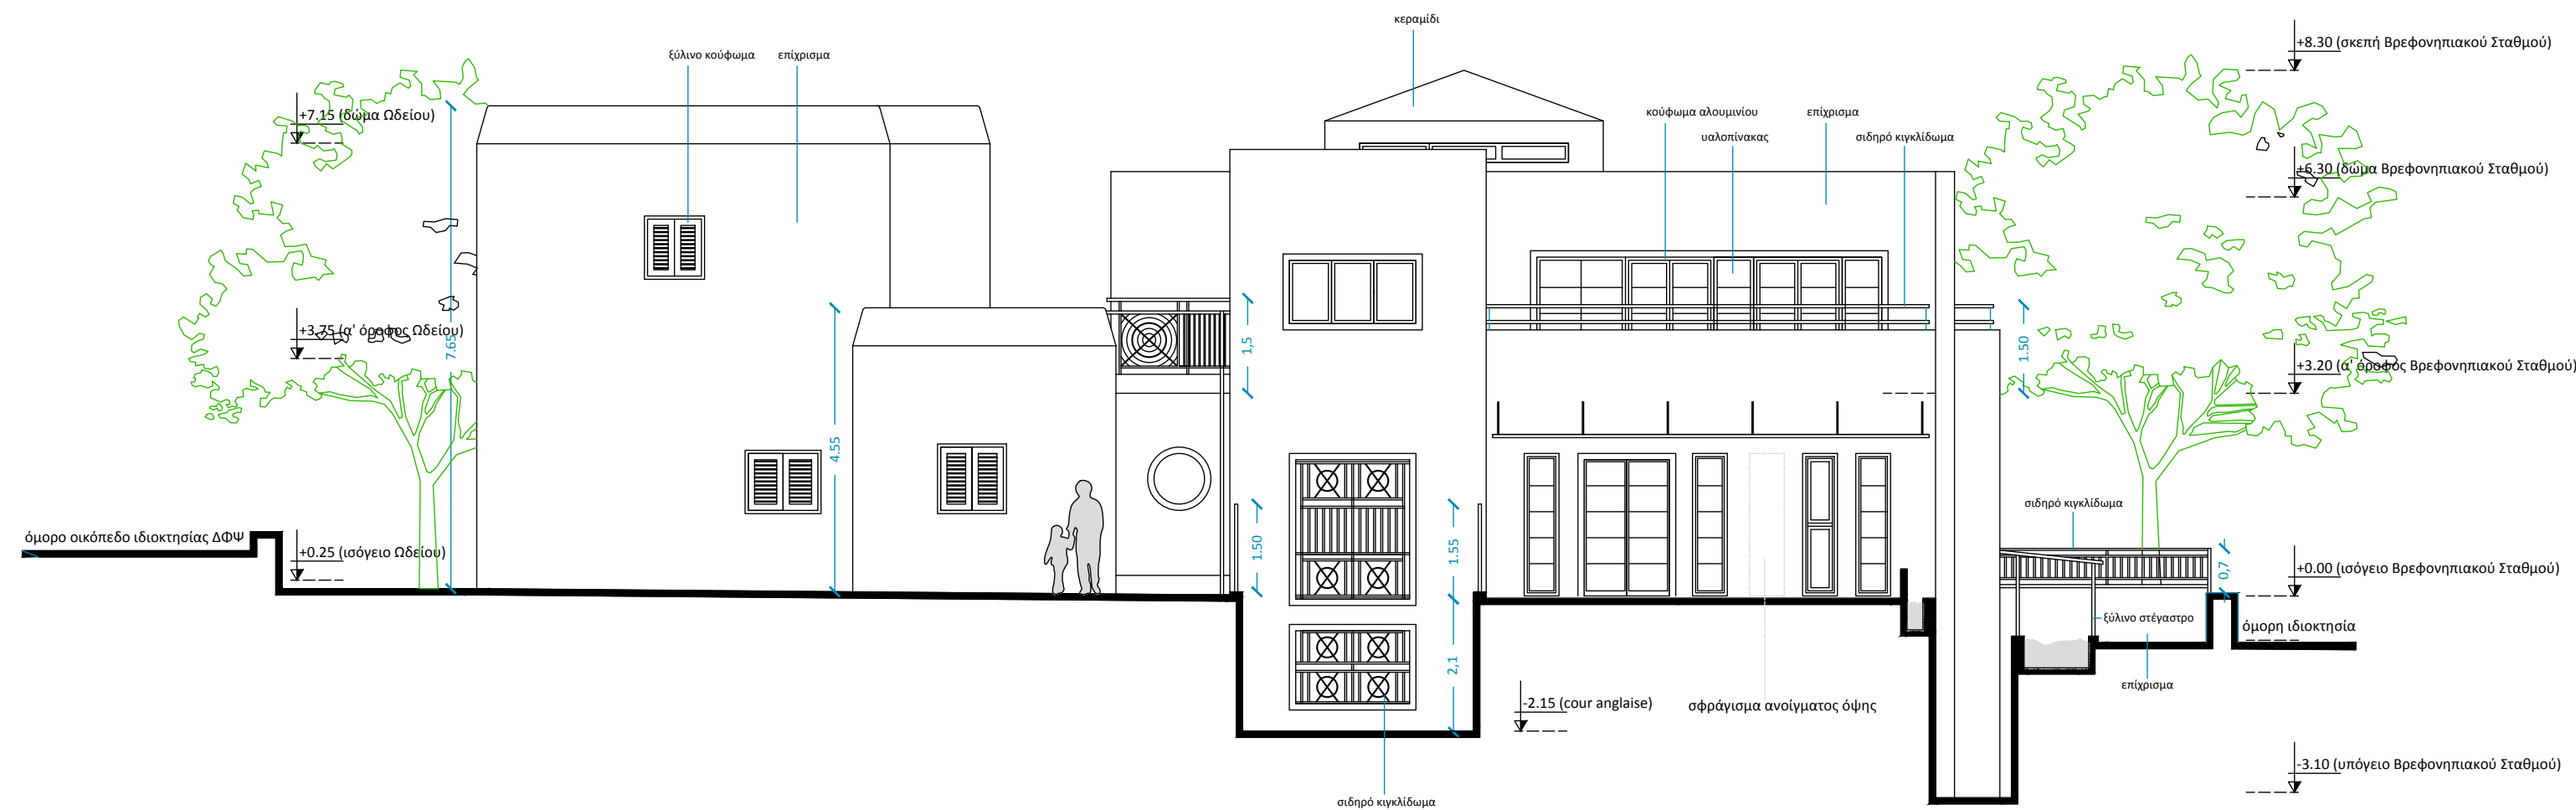 κεραμίδι
+8.30 (σκεπή Βρεφονηπιακού Σταθμού)
ξύλινο κούφωμα
επίχρισμα
+7.15 (δώμα Ωδείου)
κούφωμα αλουμινίου
επίχρισμα
υαλοπίνακας
σιδηρό κιγκλίδωμα
+6.30 (δώμα Βρεφονηπιακού Σταθμού)
+3.75 (α' όροφος Ωδείου)
7.65
1,5
1.50
+3.20 (α' όροφος Βρεφονηπιακού Σταθμού)
4.55
σιδηρό κιγκλίδωμα
όμορο οικόπεδο ιδιοκτησίας ΔΦΨ
+0.25 (ισόγειο Ωδείου)
1.50
1.55
0,7
+0.00 (ισόγειο Βρεφονηπιακού Σταθμού)
ξύλινο στέγαστρο
όμορη ιδιοκτησία
2,1
επίχρισμα
-2.15 (cour anglaise)
σφράγισμα ανοίγματος όψης
-3.10 (υπόγειο Βρεφονηπιακού Σταθμού)
σιδηρό κιγκλίδωμα